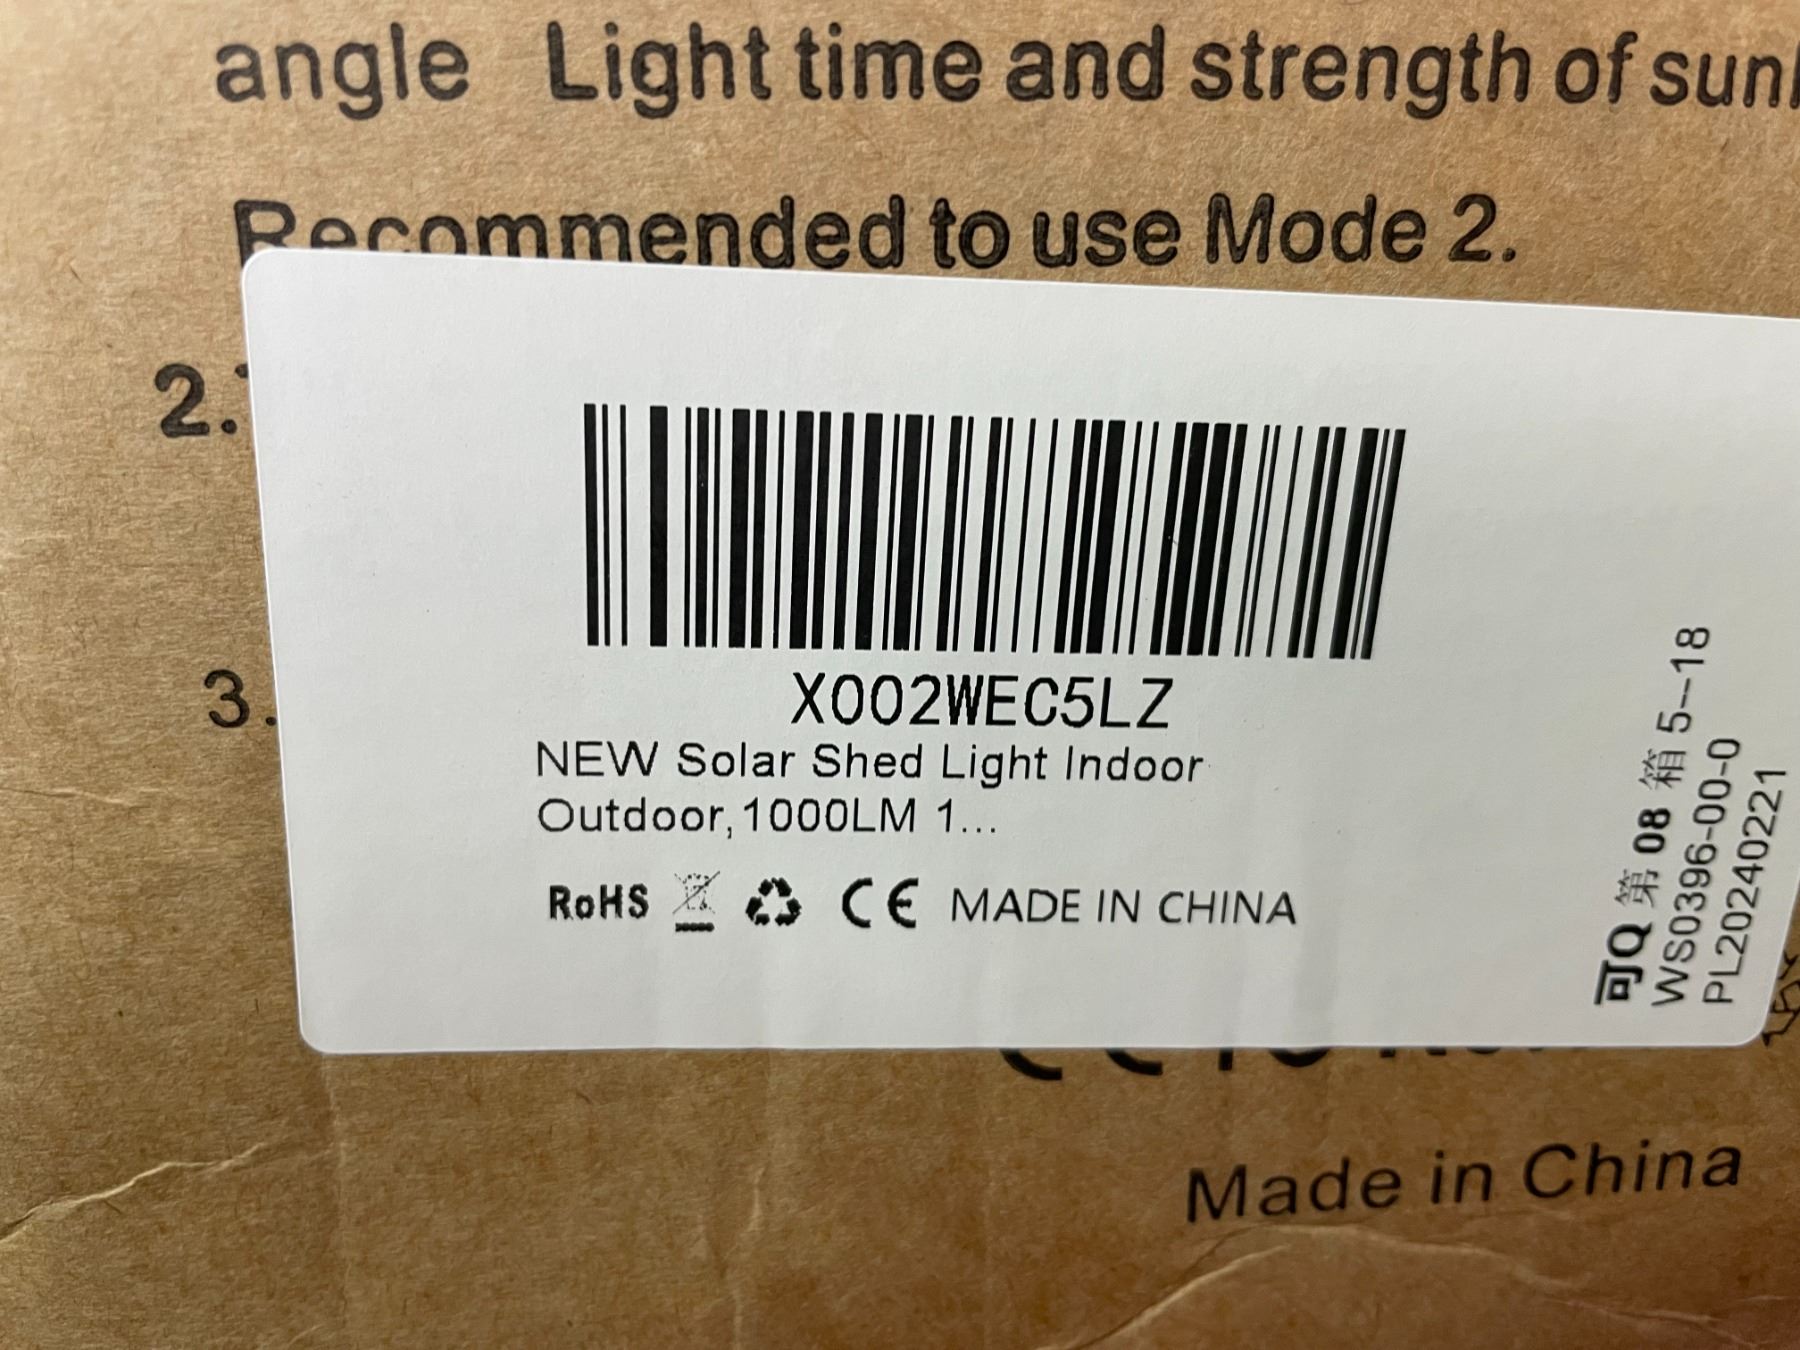 angle Light time and strength of sunl
Recommended to use Mode 2.
2.
3.
X002WEC5LZ
NEW Solar Shed Light Indoor
Outdoor,1000LM 1...
RoHS CE MADE IN CHINA
可Q 第 08 箱 5--18
WS0396-00-0
PL20240221
Made in China